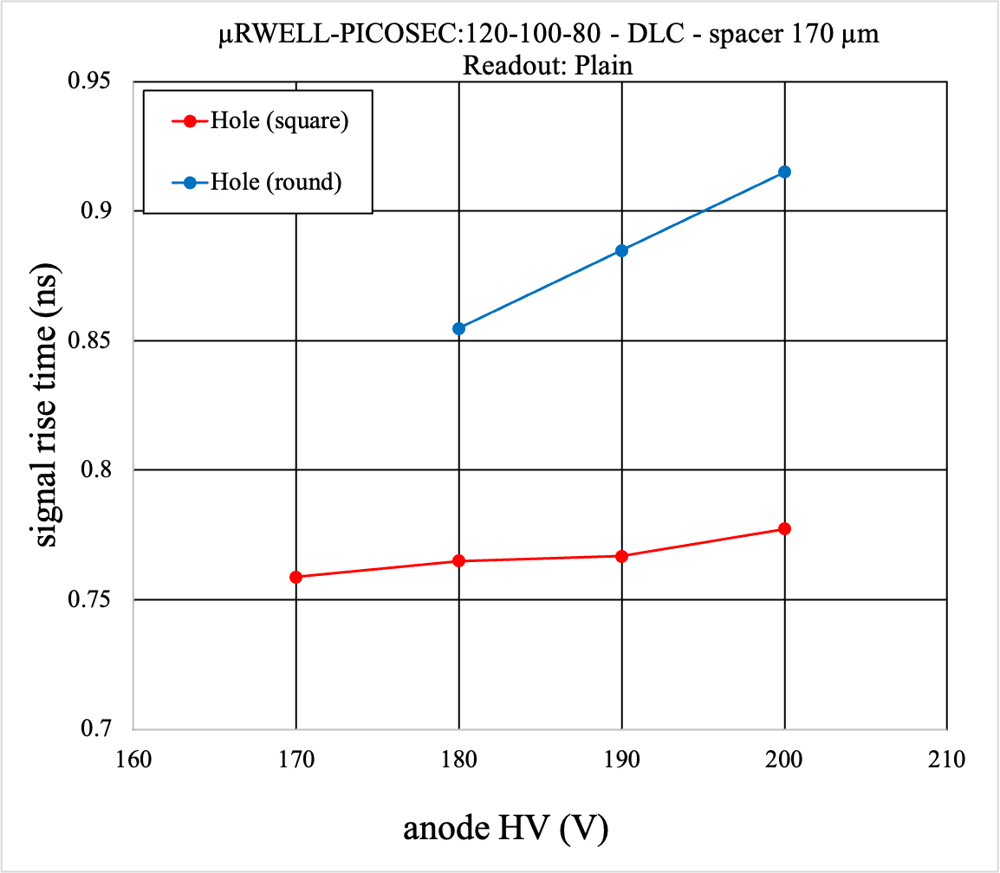 µRWELL-PICOSEC:120-100-80 - DLC - spacer 170 µm
Readout: Plain
0.95
Hole (square)
Hole (round)
0.9
0.85
0.8
0.75
0.7
signal rise time (ns)
160 170 180 190 200 210
anode HV (V)